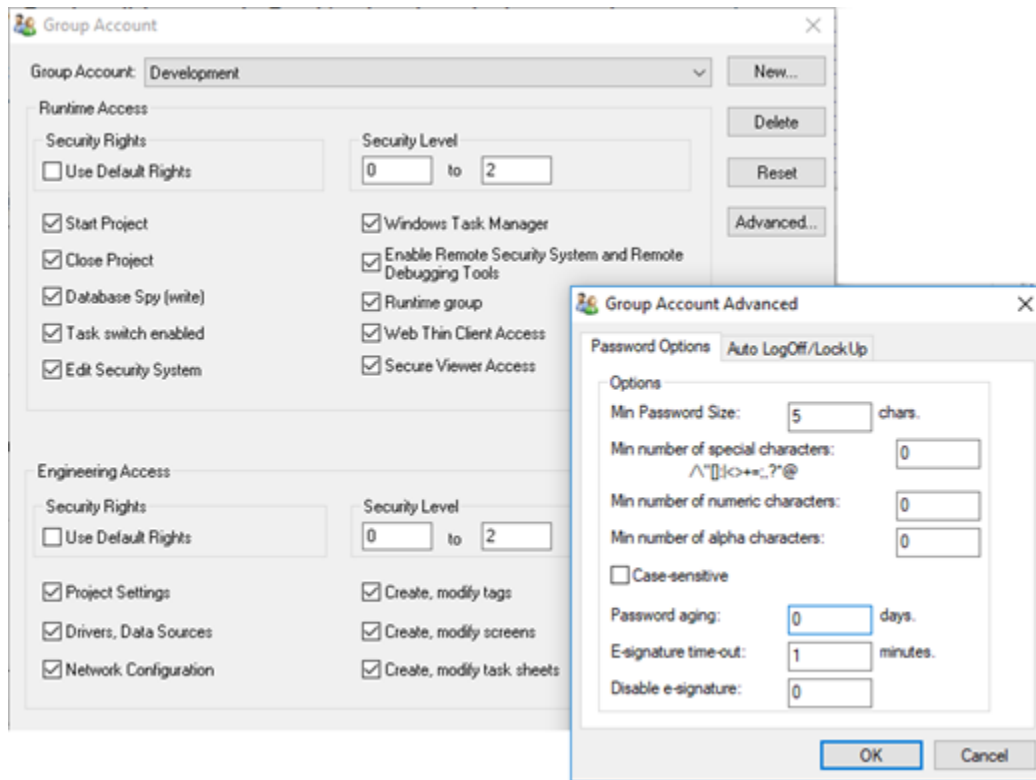 Group Account
Group Account: Development
New...
Runtime Access
Delete
Security Rights
Use Default Rights
Security Level
0 to 2
Reset
Advanced...
Start Project
Close Project
Database Spy (write)
Task switch enabled
Edit Security System
Windows Task Manager
Enable Remote Security System and Remote
Debugging Tools
Runtime group
Web Thin Client Access
Secure Viewer Access
Engineering Access
Security Rights
Use Default Rights
Security Level
0 to 2
Project Settings
Drivers, Data Sources
Network Configuration
Create, modify tags
Create, modify screens
Create, modify task sheets
Group Account Advanced
Password Options
Auto LogOff/LockUp
Options
Min Password Size: 5 chars.
Min number of special characters: 0
Min number of numeric characters: 0
Min number of alpha characters: 0
Case-sensitive
Password aging: 0 days.
E-signature time-out: 1 minutes.
Disable e-signature: 0
OK
Cancel